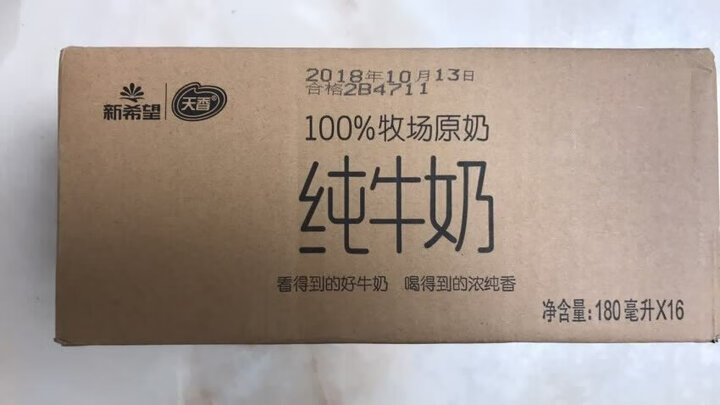 新希望
天香®
2018年10月13日
合格2B4711
100%牧场原奶
纯牛奶
看得到的好牛奶 喝得到的浓纯香
净含量:180毫升X16